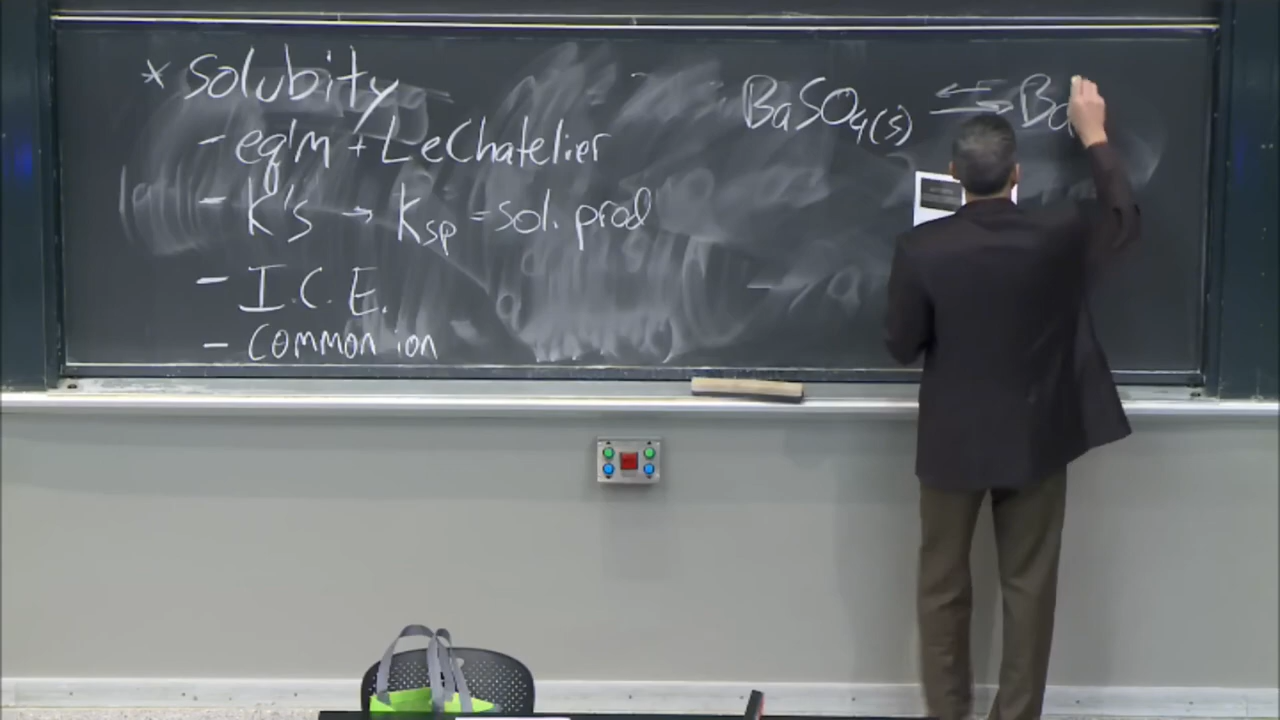 * Solubity
- eq'm + LeChatelier
- K's → Ksp = sol. prod
- I.C.E.
- Common ion
BaSO4(s) ⇌ Ba